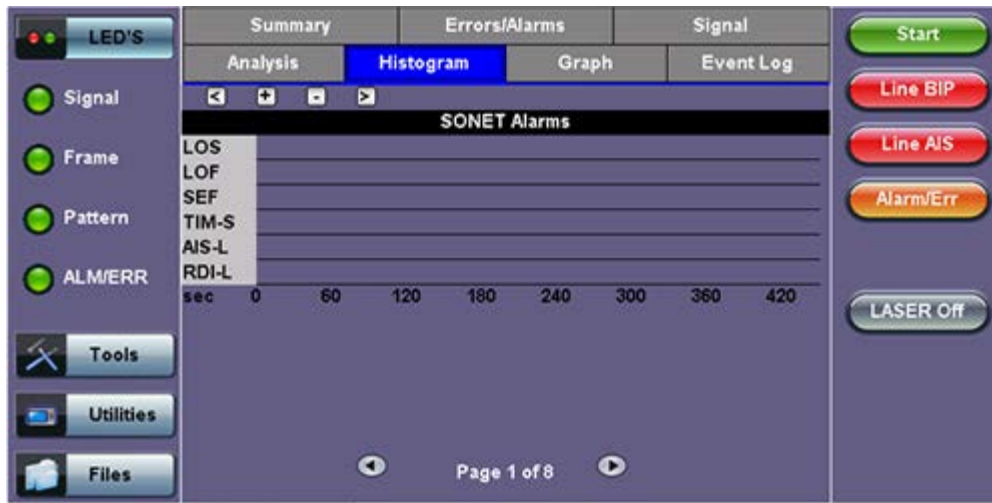 LED'S
Signal
Frame
Pattern
ALM/ERR
Tools
Utilities
Files
Summary Errors/Alarms Signal
Analysis Histogram Graph Event Log
< + - >
SONET Alarms
LOS
LOF
SEF
TIM-S
AIS-L
RDI-L
sec 0 60 120 180 240 300 360 420
Page 1 of 8
Start
Line BIP
Line AIS
Alarm/Err
LASER Off